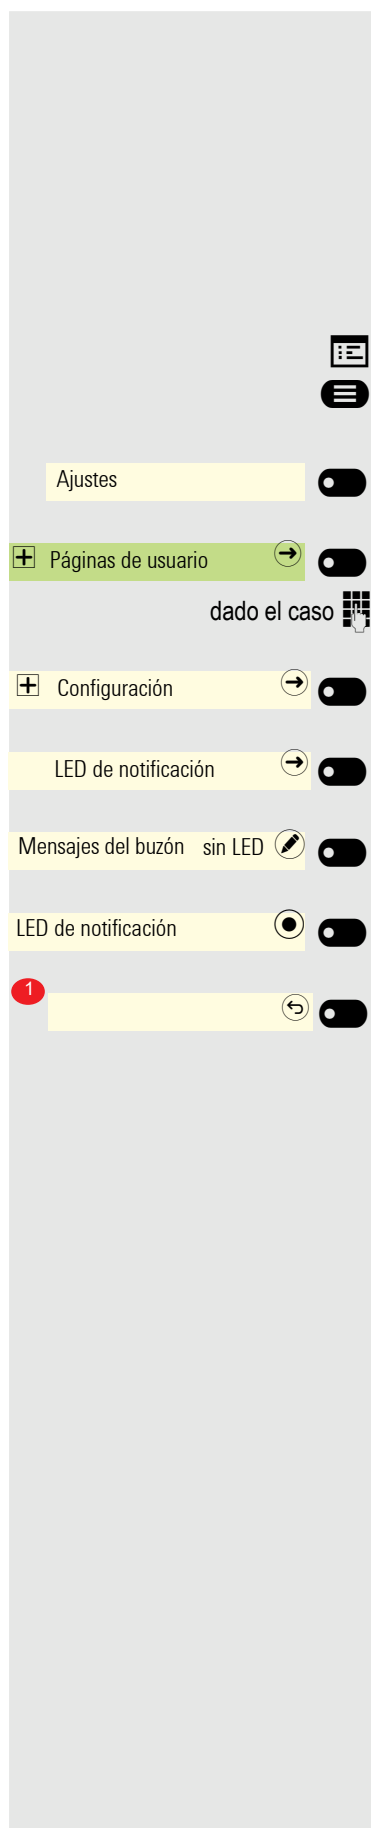 Ajustes
Páginas de usuario
dado el caso
Configuración
LED de notificación
Mensajes del buzón sin LED
LED de notificación
1